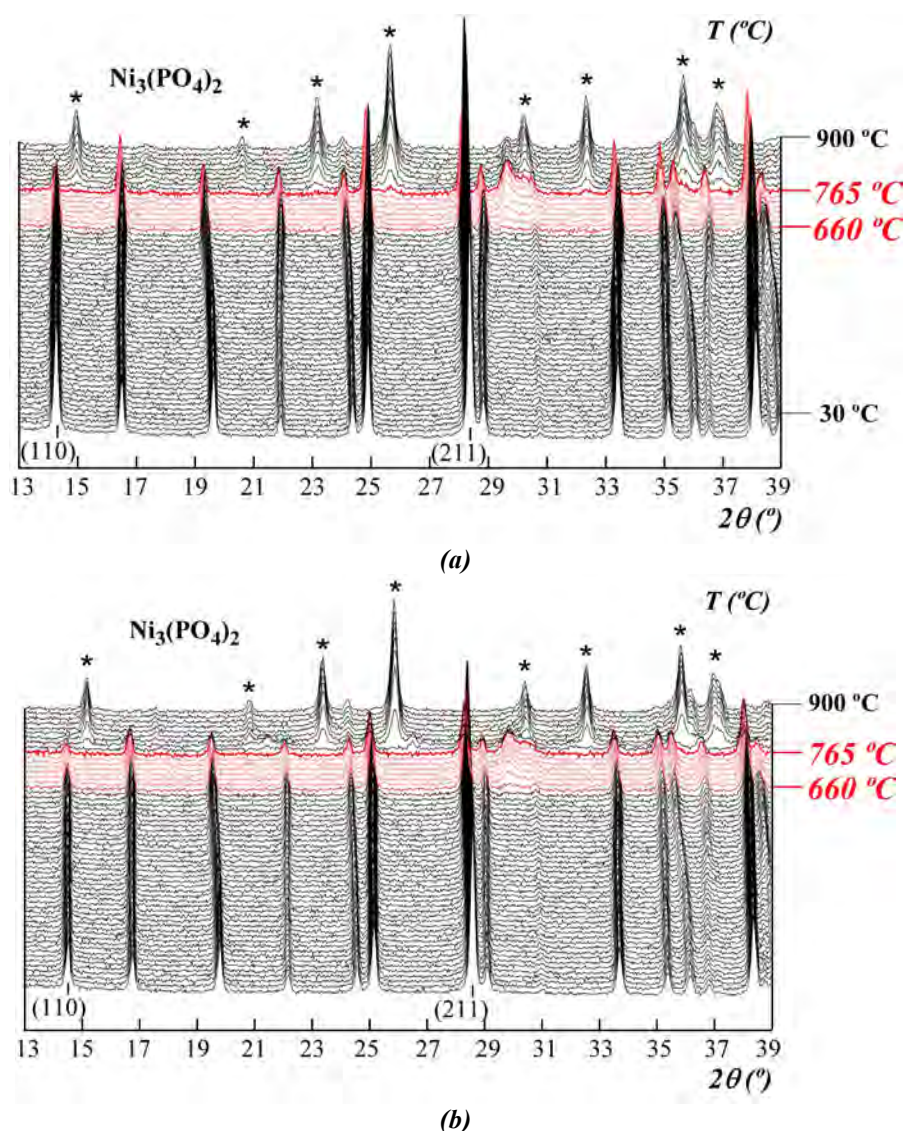 T (ºC)
Ni3(PO4)2
* * * * * * * *
900 ºC
765 ºC
660 ºC
30 ºC
(110) (211)
13 15 17 19 21 23 25 27 29 31 33 35 37 39
2θ (º)
(a)
T (ºC)
Ni3(PO4)2
* * * * * * * *
900 ºC
765 ºC
660 ºC
(110) (211)
13 15 17 19 21 23 25 27 29 31 33 35 37 39
2θ (º)
(b)